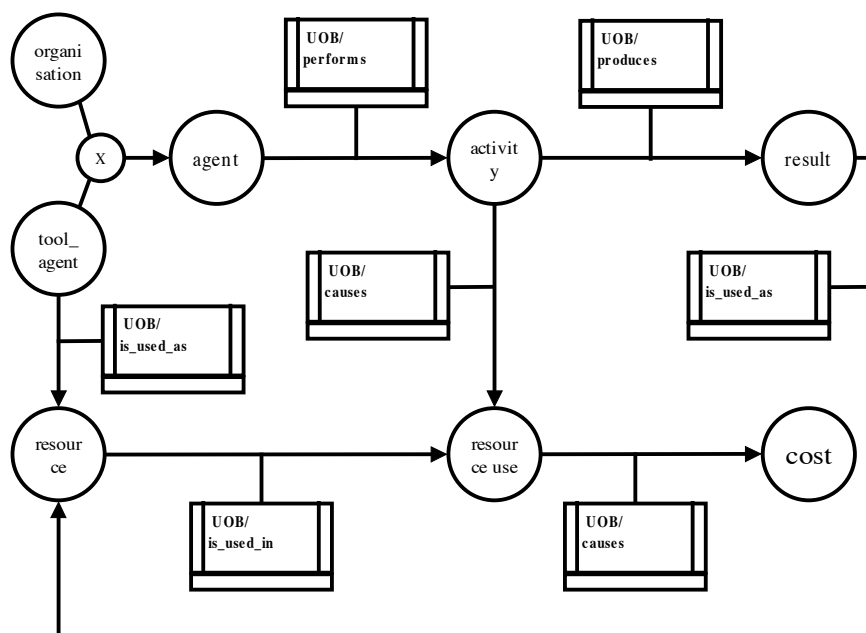 organi
sation
UOB/
performs
UOB/
produces
X
agent
activit
y
result
tool_
agent
UOB/
causes
UOB/
is_used_as
UOB/
is_used_as
resour
ce
resour
ce use
cost
UOB/
is_used_in
UOB/
causes